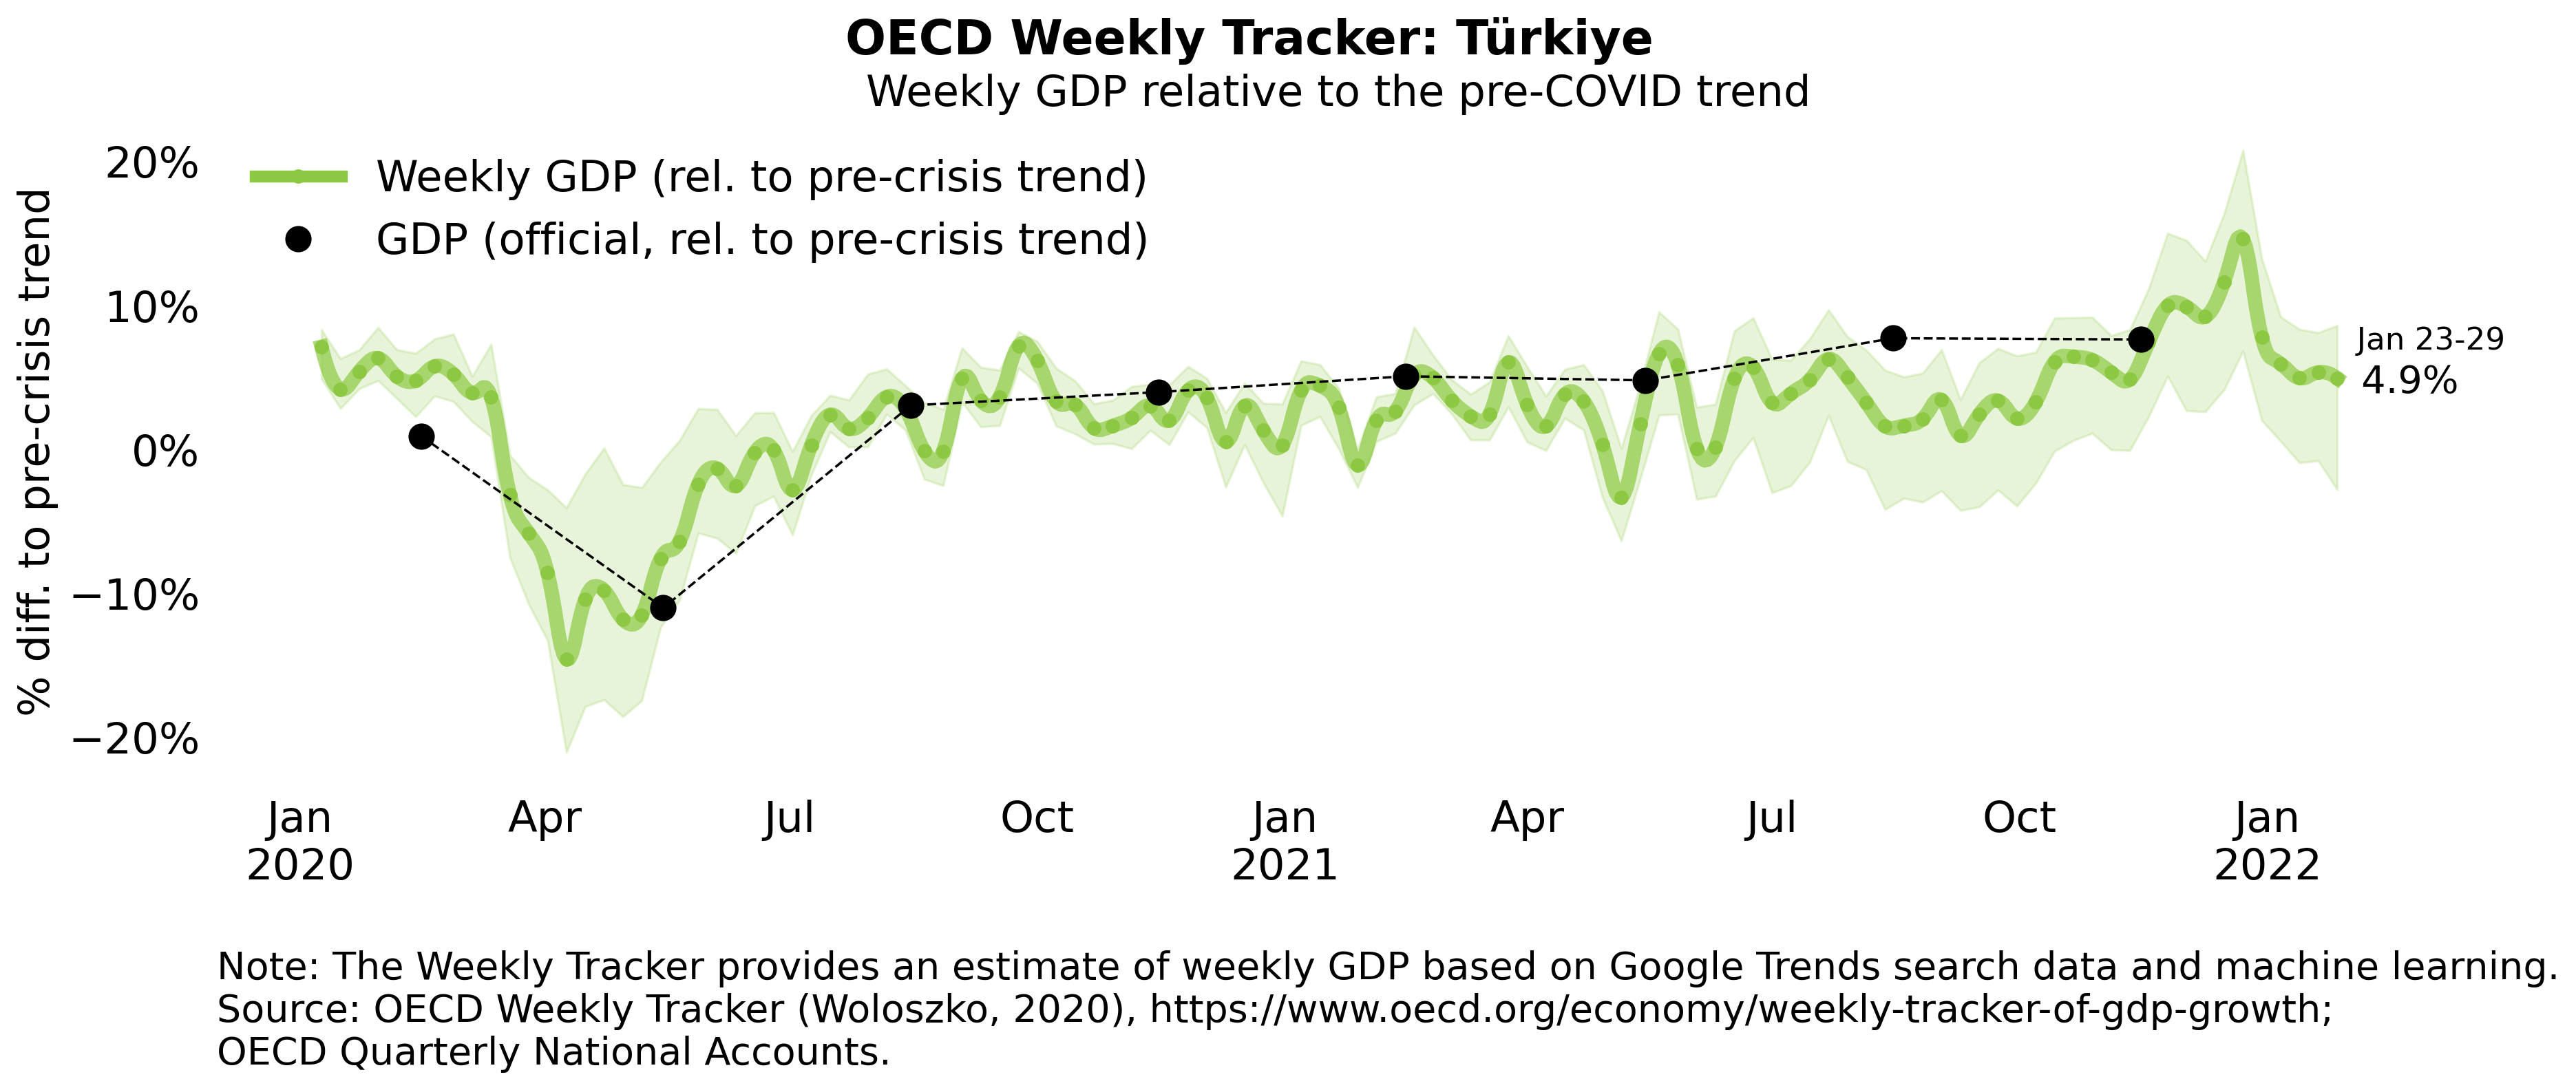 OECD Weekly Tracker: Türkiye
Weekly GDP relative to the pre-COVID trend
% diff. to pre-crisis trend
20%
10%
0%
−10%
−20%
Weekly GDP (rel. to pre-crisis trend)
GDP (official, rel. to pre-crisis trend)
Jan 23-29
4.9%
Jan Apr Jul Oct Jan Apr Jul Oct Jan
2020 2021 2022
Note: The Weekly Tracker provides an estimate of weekly GDP based on Google Trends search data and machine learning.
Source: OECD Weekly Tracker (Woloszko, 2020), https://www.oecd.org/economy/weekly-tracker-of-gdp-growth;
OECD Quarterly National Accounts.